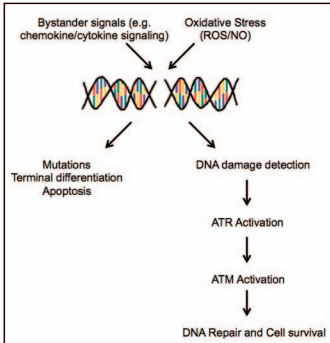 Bystander signals (e.g.
chemokine/cytokine signaling)
Oxidative Stress
(ROS/NO)
Mutations
Terminal differentiation
Apoptosis
DNA damage detection
ATR Activation
ATM Activation
DNA Repair and Cell survival